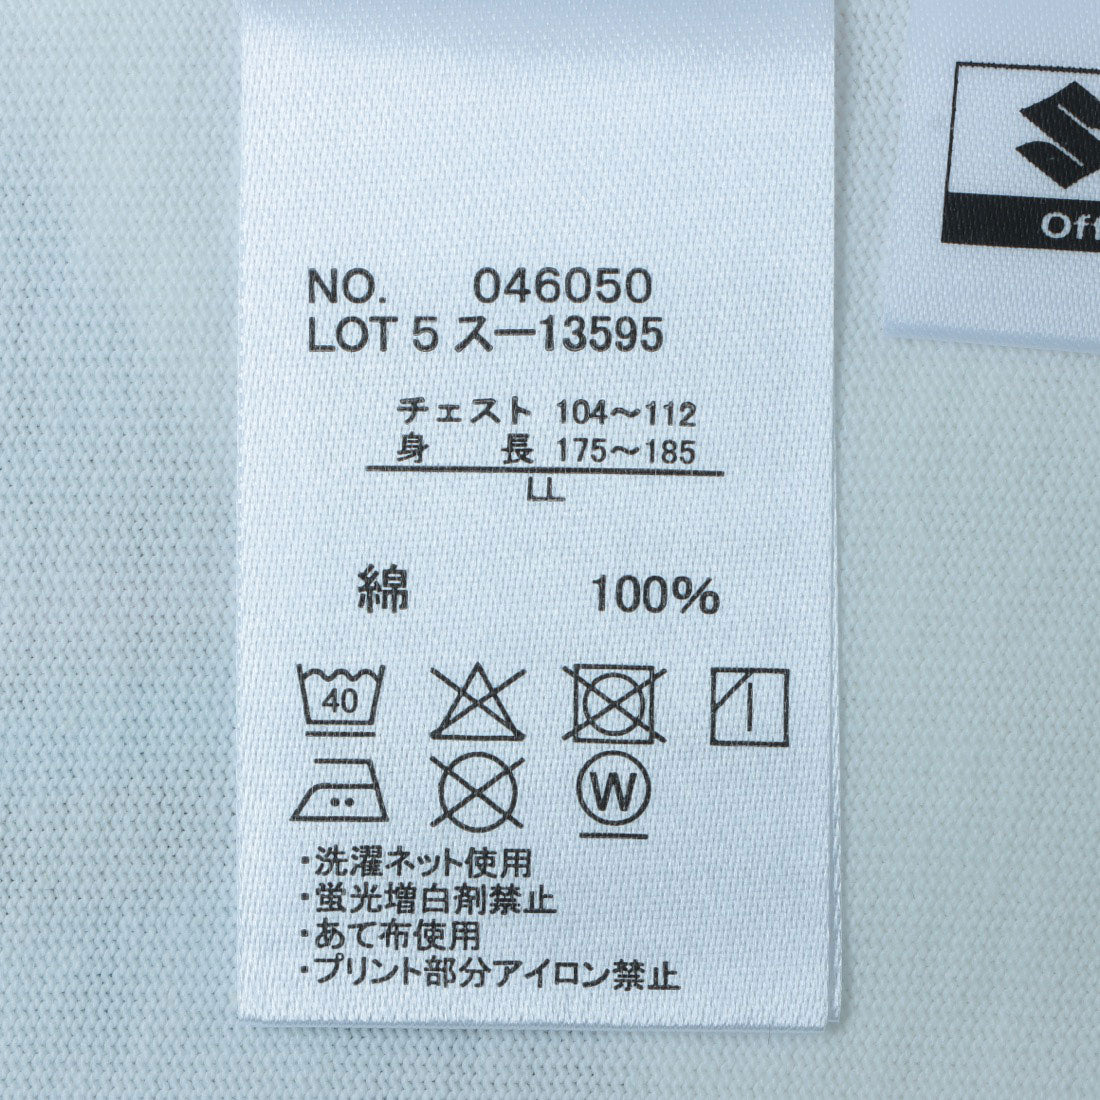 NO. 046050
LOT 5 スー13595
チェスト 104～112
身 長 175～185
LL
綿 100%
40
W
・洗濯ネット使用
・蛍光増白剤禁止
・あて布使用
・プリント部分アイロン禁止